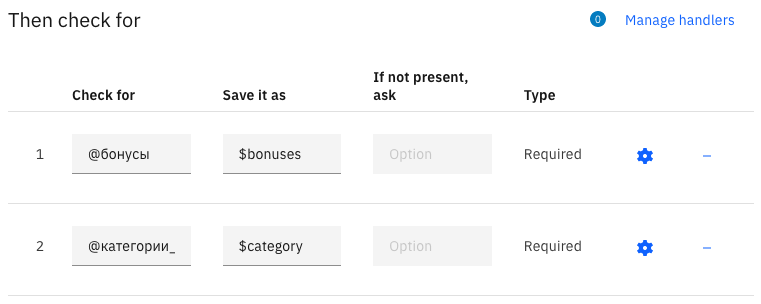 Then check for
0 Manage handlers
Check for Save it as If not present, ask Type
1 @бонусы $bonuses Option Required
2 @категории_ $category Option Required